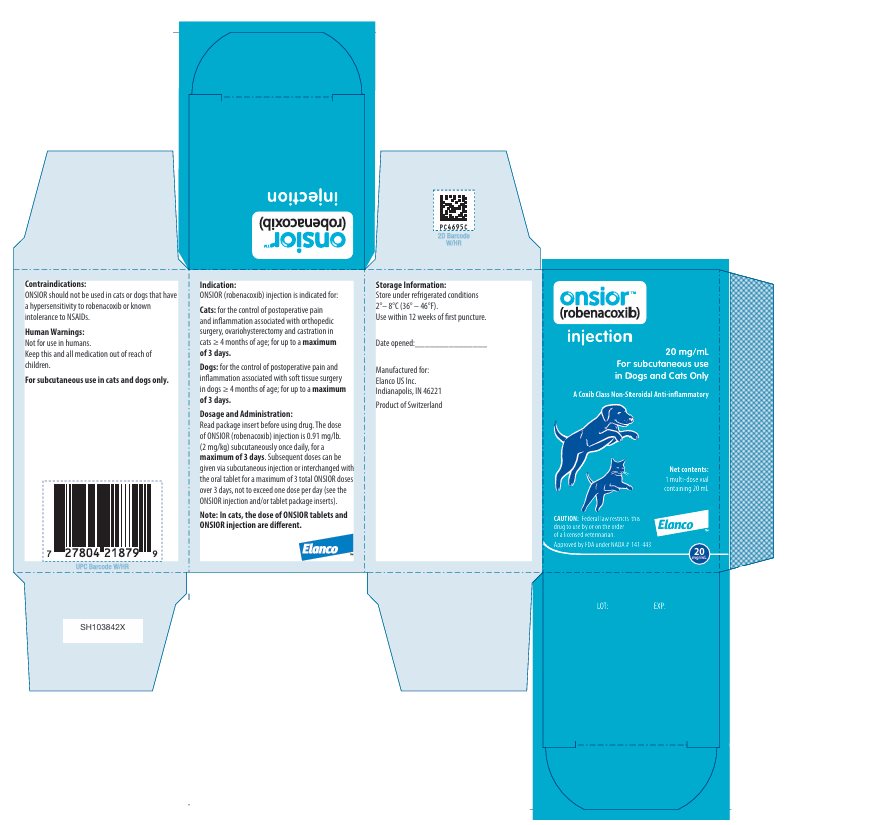 injection
onsior™
(robenacoxib)
PC4695C
2D Barcode
W/HR
Contraindications:
ONSIOR should not be used in cats or dogs that have
a hypersensitivity to robenacoxib or known
intolerance to NSAIDs.
Human Warnings:
Not for use in humans.
Keep this and all medication out of reach of
children.
For subcutaneous use in cats and dogs only.
7 27804 21879 9
UPC Barcode W/HR
SH103842X
Indication:
ONSIOR (robenacoxib) injection is indicated for:
Cats: for the control of postoperative pain
and inflammation associated with orthopedic
surgery, ovariohysterectomy and castration in
cats ≥ 4 months of age; for up to a maximum
of 3 days.
Dogs: for the control of postoperative pain and
inflammation associated with soft tissue surgery
in dogs ≥ 4 months of age; for up to a maximum
of 3 days.
Dosage and Administration:
Read package insert before using drug. The dose
of ONSIOR (robenacoxib) injection is 0.91 mg/lb.
(2 mg/kg) subcutaneously once daily, for a
maximum of 3 days. Subsequent doses can be
given via subcutaneous injection or interchanged with
the oral tablet for a maximum of 3 total ONSIOR doses
over 3 days, not to exceed one dose per day (see the
ONSIOR injection and/or tablet package inserts).
Note: In cats, the dose of ONSIOR tablets and
ONSIOR injection are different.
Elanco™
Storage Information:
Store under refrigerated conditions
2°– 8°C (36° – 46°F).
Use within 12 weeks of first puncture.
Date opened:________________
Manufactured for:
Elanco US Inc.
Indianapolis, IN 46221
Product of Switzerland
onsior™
(robenacoxib)
injection
20 mg/mL
For subcutaneous use
in Dogs and Cats Only
A Coxib Class Non-Steroidal Anti-inflammatory
Net contents:
1 multi-dose vial
containing 20 mL
CAUTION: Federal law restricts this
drug to use by or on the order
of a licensed veterinarian.
Approved by FDA under NADA # 141-443
Elanco™
20
mg/mL
LOT: EXP: